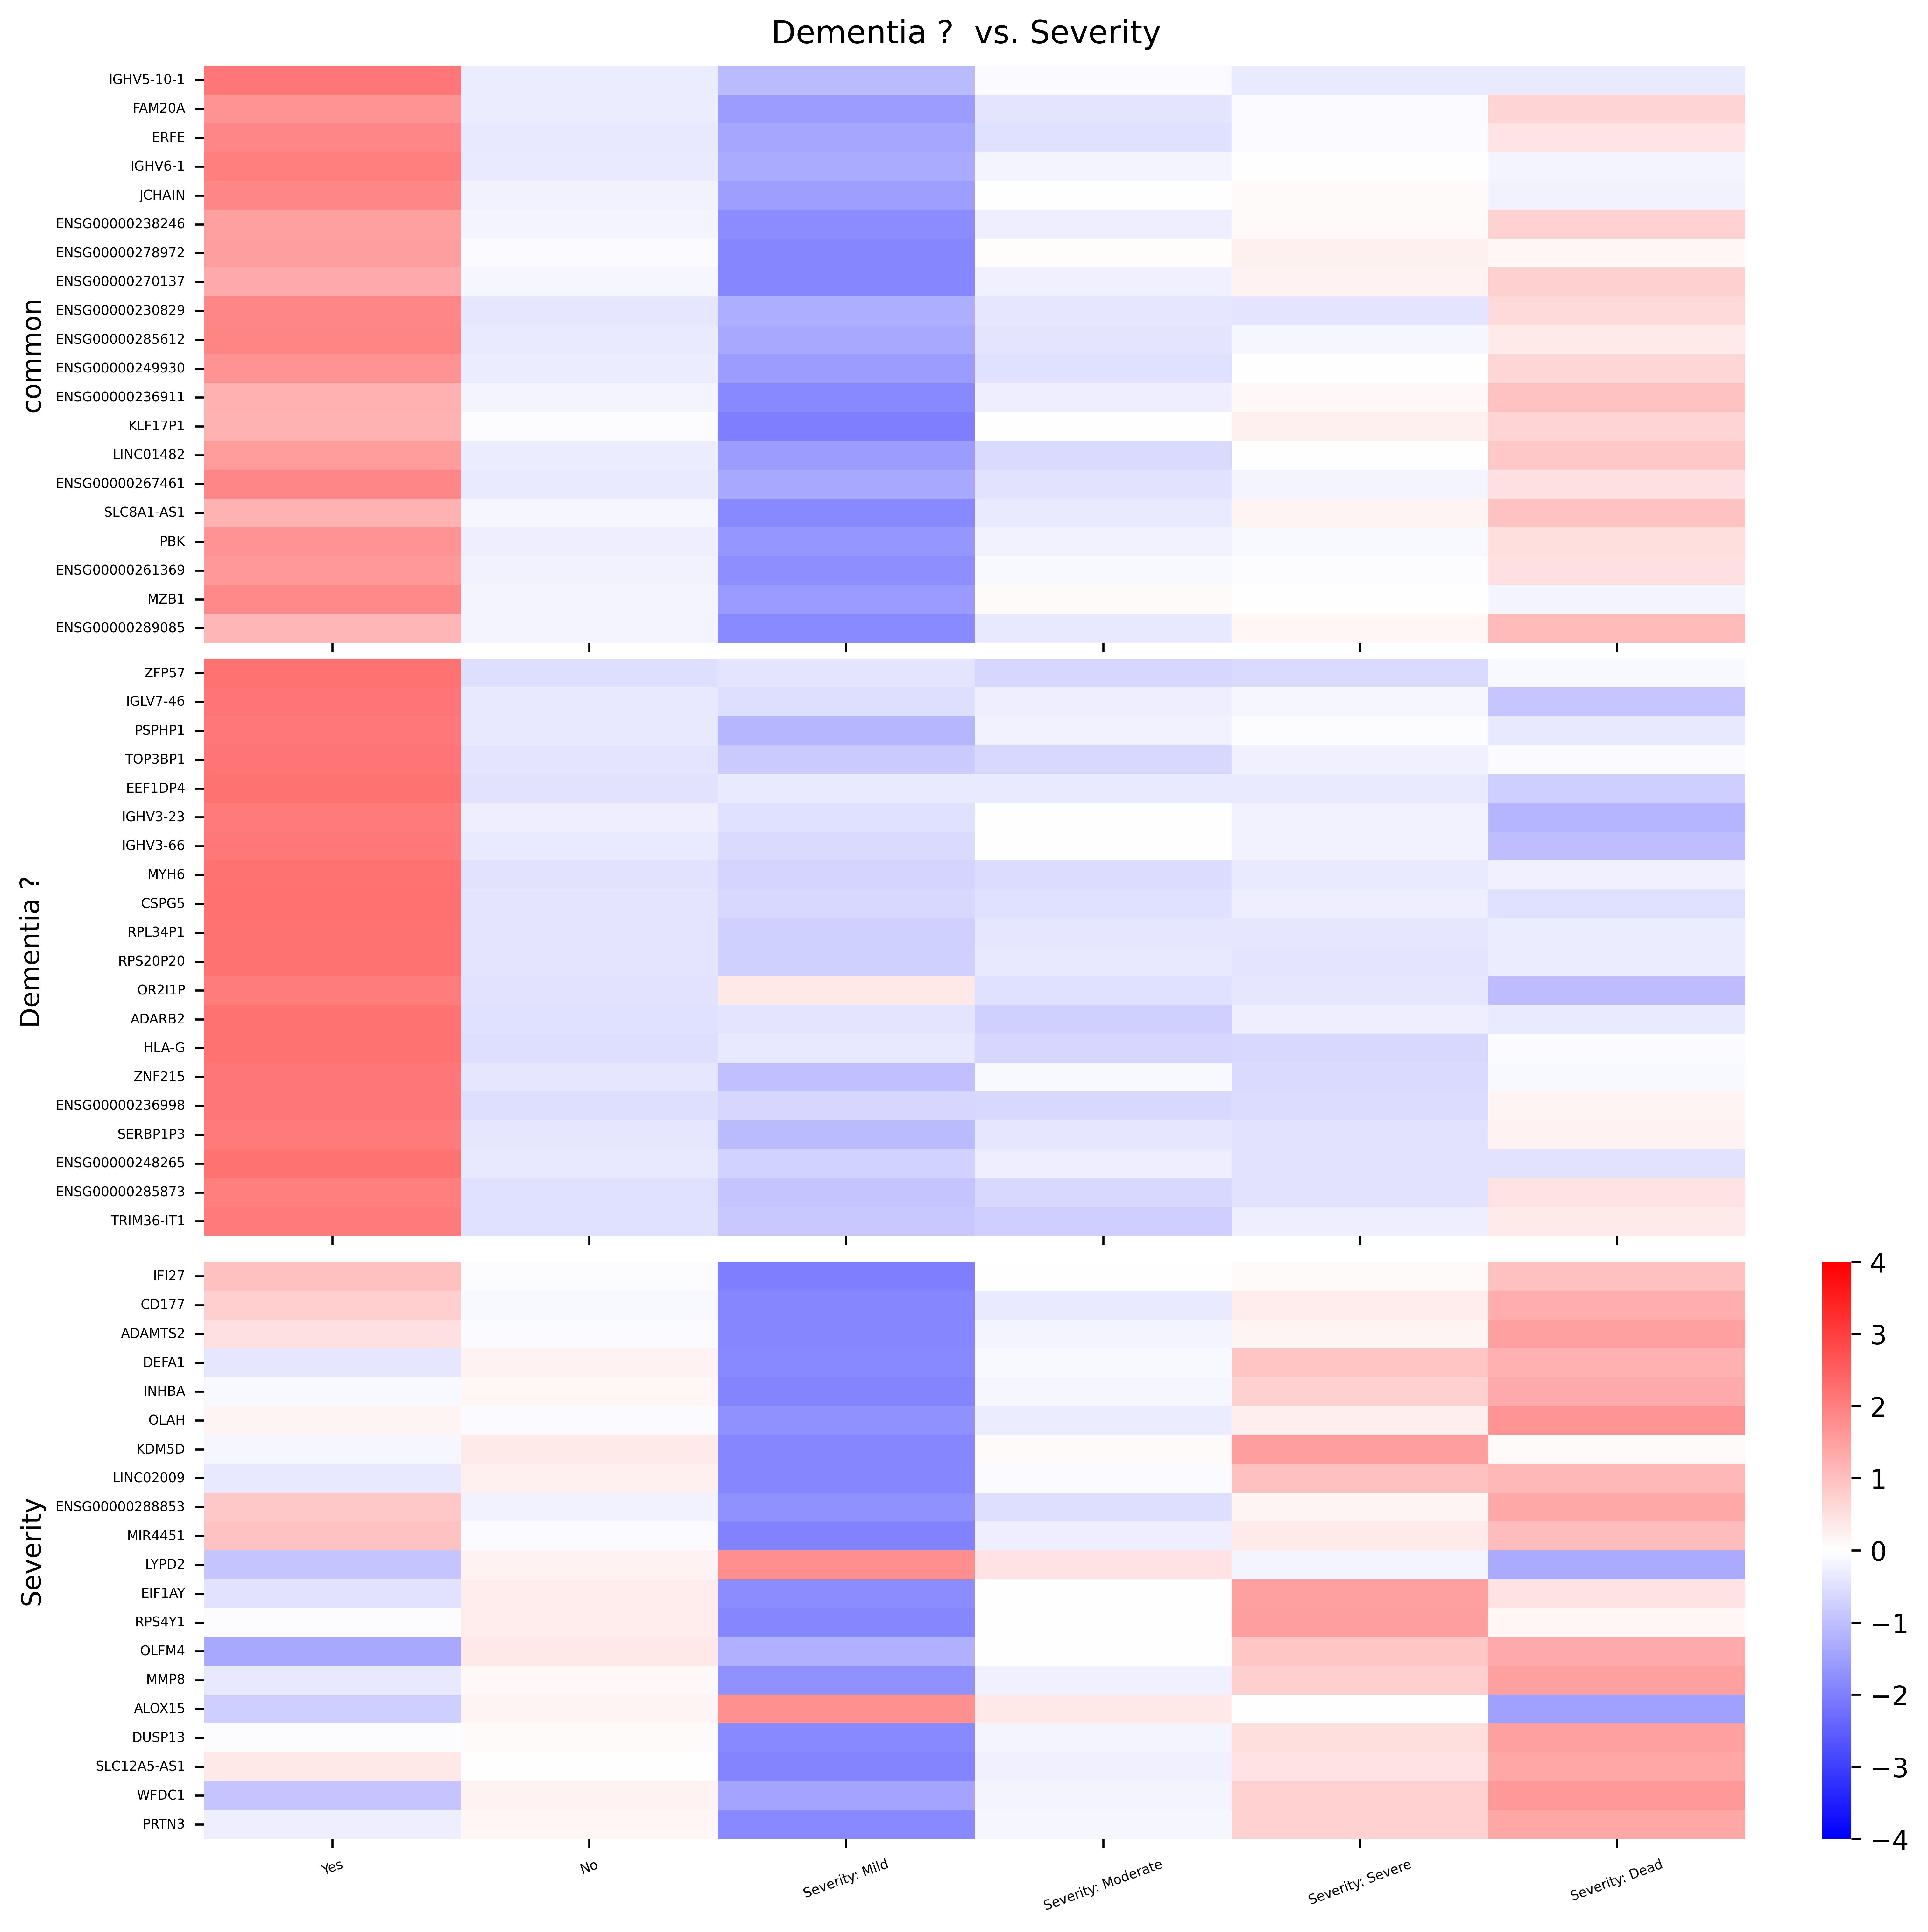 Dementia ?  vs. Severity
common
IGHV5-10-1
FAM20A
ERFE
IGHV6-1
JCHAIN
ENSG00000238246
ENSG00000278972
ENSG00000270137
ENSG00000230829
ENSG00000285612
ENSG00000249930
ENSG00000236911
KLF17P1
LINC01482
ENSG00000267461
SLC8A1-AS1
PBK
ENSG00000261369
MZB1
ENSG00000289085
Dementia ?
ZFP57
IGLV7-46
PSPHP1
TOP3BP1
EEF1DP4
IGHV3-23
IGHV3-66
MYH6
CSPG5
RPL34P1
RPS20P20
OR2I1P
ADARB2
HLA-G
ZNF215
ENSG00000236998
SERBP1P3
ENSG00000248265
ENSG00000285873
TRIM36-IT1
Severity
IFI27
CD177
ADAMTS2
DEFA1
INHBA
OLAH
KDM5D
LINC02009
ENSG00000288853
MIR4451
LYPD2
EIF1AY
RPS4Y1
OLFM4
MMP8
ALOX15
DUSP13
SLC12A5-AS1
WFDC1
PRTN3
Yes
No
Severity: Mild
Severity: Moderate
Severity: Severe
Severity: Dead
4
3
2
1
0
−1
−2
−3
−4